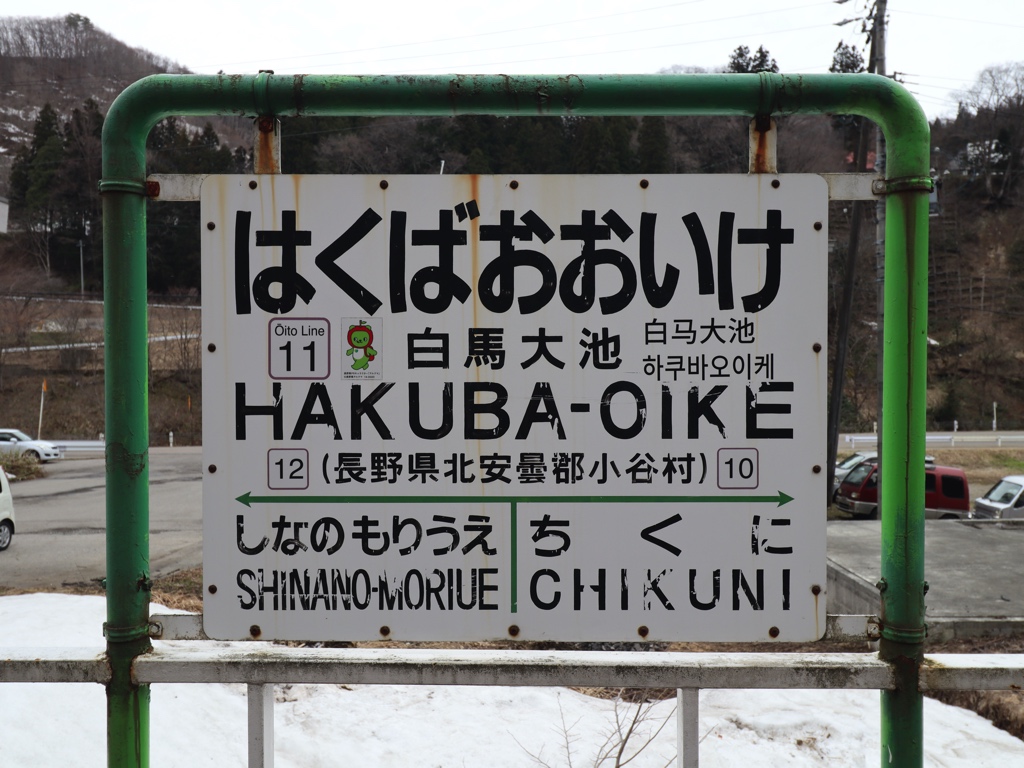 はくばおおいけ
Ōito Line
11
白馬大池
白马大池
하쿠바오이케
HAKUBA-OIKE
12 (長野県北安曇郡小谷村) 10
しなのもりうえ ちくに
SHINANO-MORIUE CHIKUNI